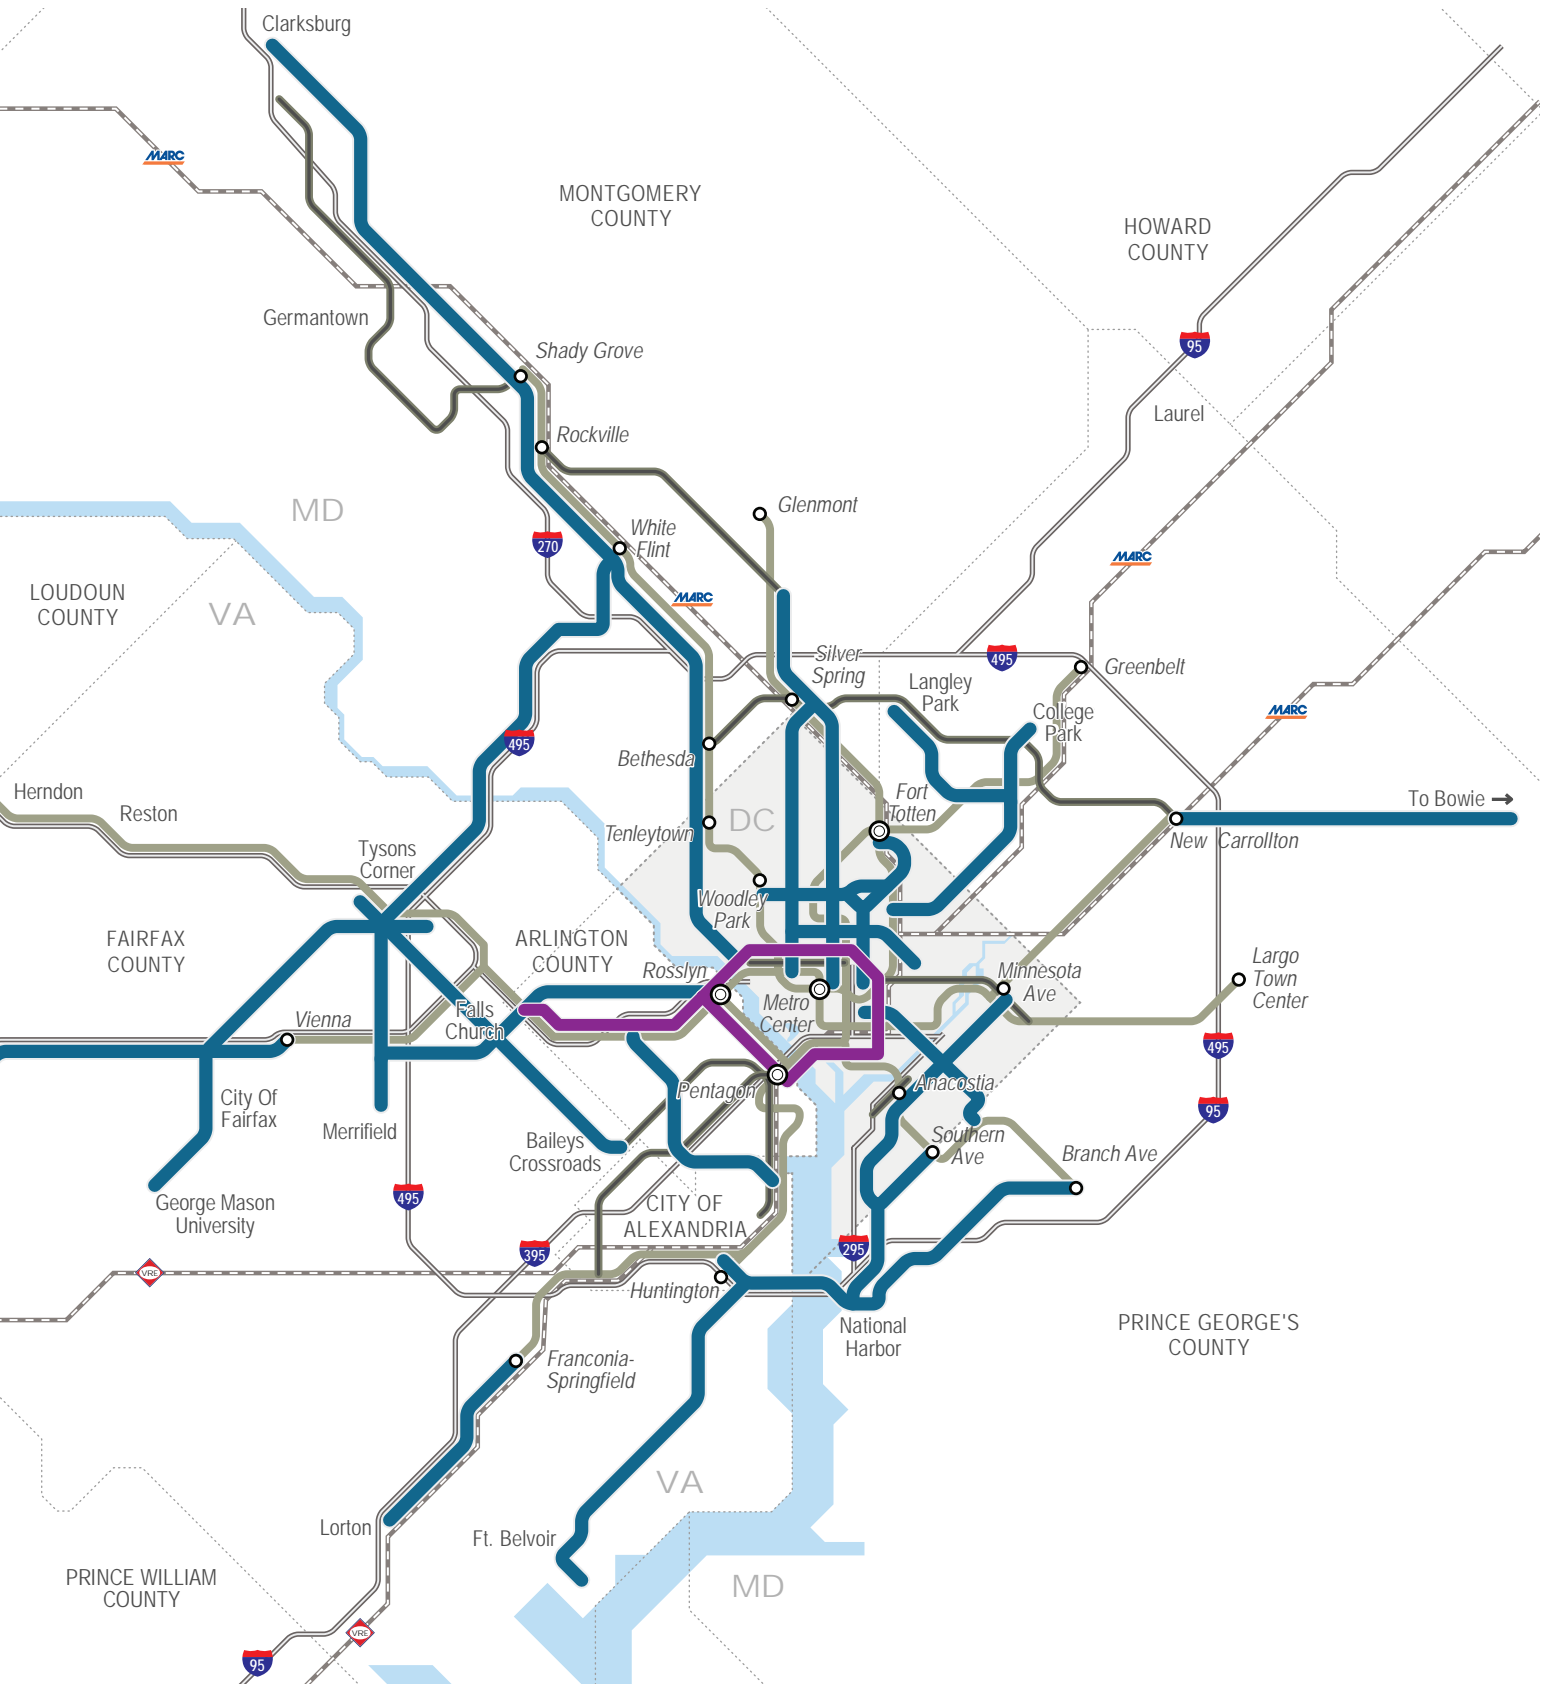 Clarksburg
MARC
MONTGOMERY
COUNTY
HOWARD
COUNTY
Germantown
Shady Grove
95
Laurel
Rockville
MD
Glenmont
White
Flint
270
MARC
LOUDOUN
COUNTY
VA
MARC
Silver
Spring
495
Greenbelt
Langley
Park
College
Park
MARC
495
Bethesda
Herndon
Reston
Fort
Totten
To Bowie →
DC
Tenleytown
New Carrollton
Tysons
Corner
Woodley
Park
FAIRFAX
COUNTY
ARLINGTON
COUNTY
Rosslyn
Minnesota
Ave
Largo
Town
Center
Metro
Center
Falls
Church
Vienna
495
Pentagon
Anacostia
City Of
Fairfax
95
Merrifield
Baileys
Crossroads
Southern
Ave
Branch Ave
George Mason
University
495
CITY OF
ALEXANDRIA
395
295
VRE
Huntington
National
Harbor
PRINCE GEORGE'S
COUNTY
Franconia-
Springfield
VA
Lorton
Ft. Belvoir
PRINCE WILLIAM
COUNTY
MD
VRE
95